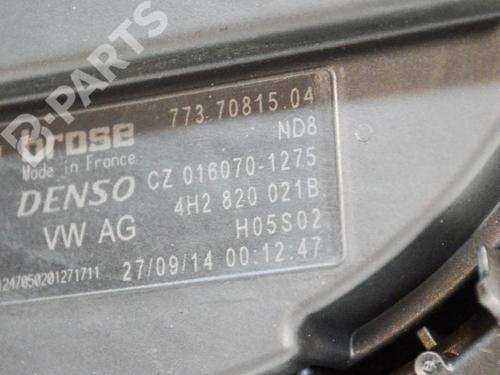 B-PARTS
brose 773.70815.04
Made in France ND8
DENSO CZ 016070-1275
4H2 820 021B
VW AG H05S02
1247050201271711 27/09/14 00:12:47